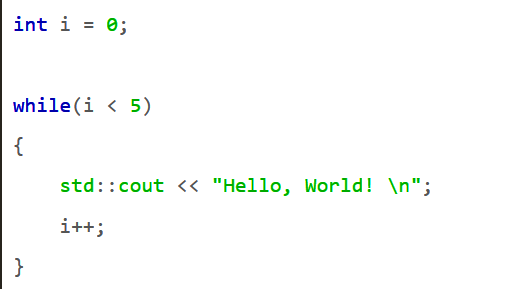 int i = 0;
while(i < 5)
{
    std::cout << "Hello, World! \n";
    i++;
}